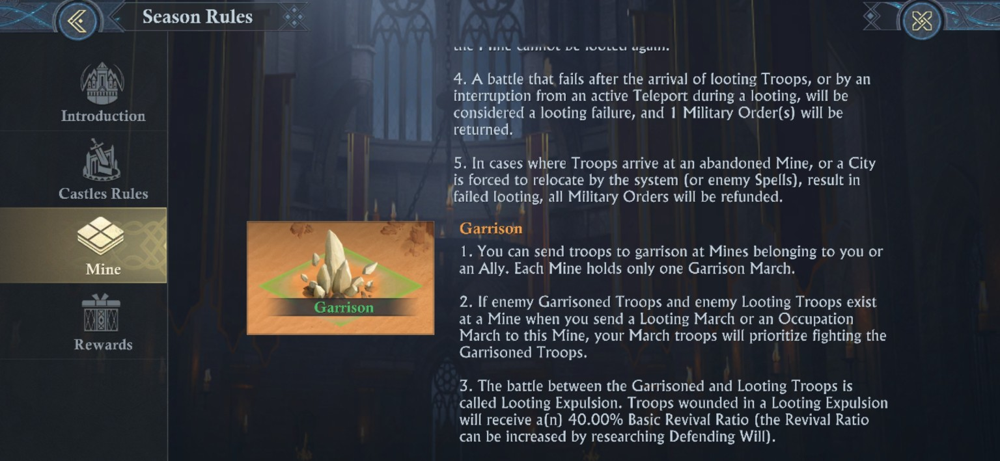 Season Rules
Introduction
Castles Rules
Mine
Rewards
the Mine cannot be looted again.
4. A battle that fails after the arrival of looting Troops, or by an
interruption from an active Teleport during a looting, will be
considered a looting failure, and 1 Military Order(s) will be
returned.
5. In cases where Troops arrive at an abandoned Mine, or a City
is forced to relocate by the system (or enemy Spells), result in
failed looting, all Military Orders will be refunded.
Garrison
Garrison
1. You can send troops to garrison at Mines belonging to you or
an Ally. Each Mine holds only one Garrison March.
2. If enemy Garrisoned Troops and enemy Looting Troops exist
at a Mine when you send a Looting March or an Occupation
March to this Mine, your March troops will prioritize fighting the
Garrisoned Troops.
3. The battle between the Garrisoned and Looting Troops is
called Looting Expulsion. Troops wounded in a Looting Expulsion
will receive a(n) 40.00% Basic Revival Ratio (the Revival Ratio
can be increased by researching Defending Will).